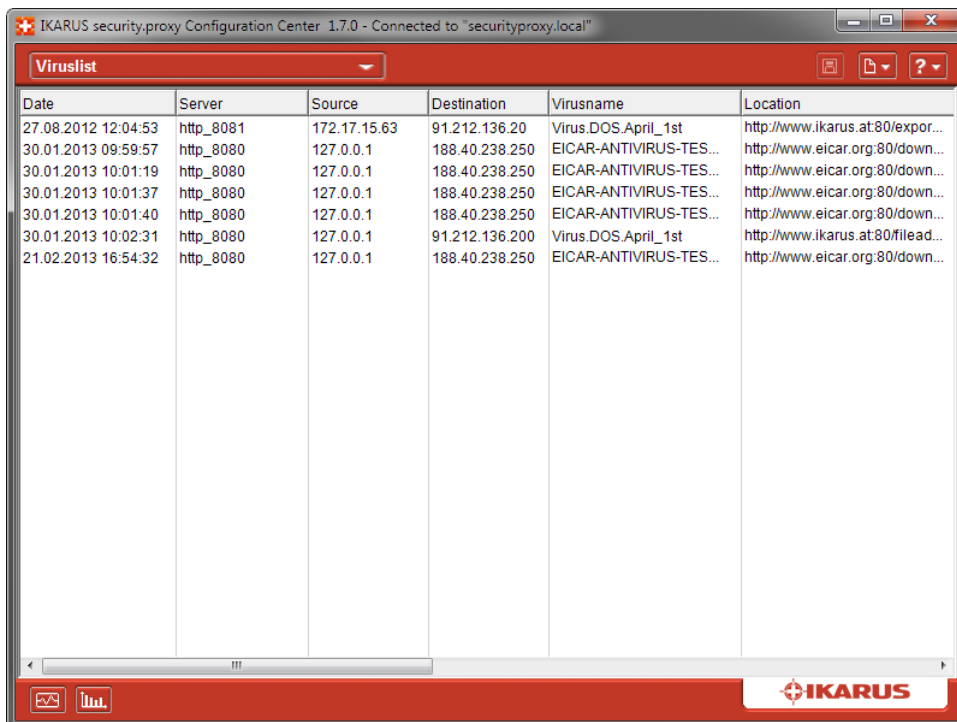 IKARUS security.proxy Configuration Center 1.7.0 - Connected to "securityproxy.local"
Viruslist
Date Server Source Destination Virusname Location
27.08.2012 12:04:53 http_8081 172.17.15.63 91.212.136.20 Virus.DOS.April_1st http://www.ikarus.at:80/expor...
30.01.2013 09:59:57 http_8080 127.0.0.1 188.40.238.250 EICAR-ANTIVIRUS-TES... http://www.eicar.org:80/down...
30.01.2013 10:01:19 http_8080 127.0.0.1 188.40.238.250 EICAR-ANTIVIRUS-TES... http://www.eicar.org:80/down...
30.01.2013 10:01:37 http_8080 127.0.0.1 188.40.238.250 EICAR-ANTIVIRUS-TES... http://www.eicar.org:80/down...
30.01.2013 10:01:40 http_8080 127.0.0.1 188.40.238.250 EICAR-ANTIVIRUS-TES... http://www.eicar.org:80/down...
30.01.2013 10:02:31 http_8080 127.0.0.1 91.212.136.200 Virus.DOS.April_1st http://www.ikarus.at:80/filead...
21.02.2013 16:54:32 http_8080 127.0.0.1 188.40.238.250 EICAR-ANTIVIRUS-TES... http://www.eicar.org:80/down...
IKARUS